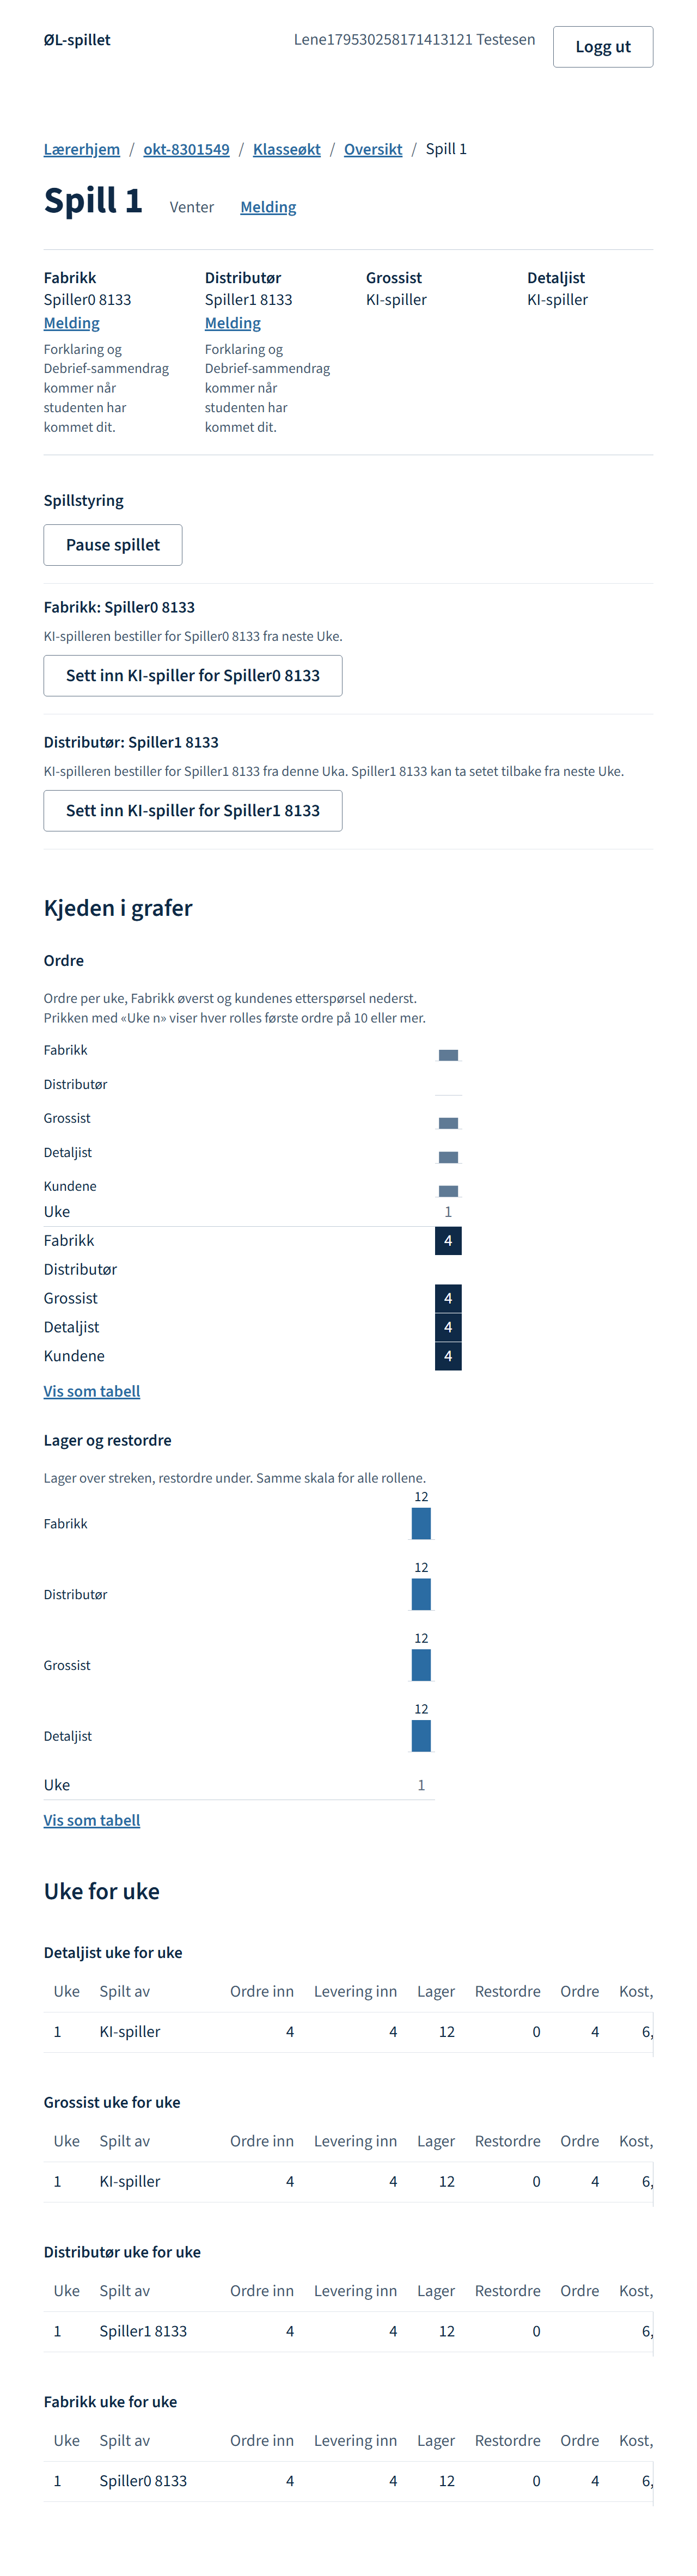 ØL-spillet
Lene179530258171413121 Testesen
Logg ut
Lærerhjem / okt-8301549 / Klasseøkt / Oversikt / Spill 1
Spill 1 Venter Melding
Fabrikk Distributør Grossist Detaljist
Spiller0 8133 Spiller1 8133 KI-spiller KI-spiller
Melding Melding
Forklaring og Forklaring og
Debrief-sammendrag Debrief-sammendrag
kommer når kommer når
studenten har studenten har
kommet dit. kommet dit.
Spillstyring
Pause spillet
Fabrikk: Spiller0 8133
KI-spilleren bestiller for Spiller0 8133 fra neste Uke.
Sett inn KI-spiller for Spiller0 8133
Distributør: Spiller1 8133
KI-spilleren bestiller for Spiller1 8133 fra denne Uka. Spiller1 8133 kan ta setet tilbake fra neste Uke.
Sett inn KI-spiller for Spiller1 8133
Kjeden i grafer
Ordre
Ordre per uke, Fabrikk øverst og kundenes etterspørsel nederst.
Prikken med «Uke n» viser hver rolles første ordre på 10 eller mer.
Fabrikk
Distributør
Grossist
Detaljist
Kundene
Uke 1
Fabrikk 4
Distributør
Grossist 4
Detaljist 4
Kundene 4
Vis som tabell
Lager og restordre
Lager over streken, restordre under. Samme skala for alle rollene.
12
Fabrikk
12
Distributør
12
Grossist
12
Detaljist
Uke 1
Vis som tabell
Uke for uke
Detaljist uke for uke
Uke Spilt av Ordre inn Levering inn Lager Restordre Ordre Kost,
1 KI-spiller 4 4 12 0 4 6,
Grossist uke for uke
Uke Spilt av Ordre inn Levering inn Lager Restordre Ordre Kost,
1 KI-spiller 4 4 12 0 4 6,
Distributør uke for uke
Uke Spilt av Ordre inn Levering inn Lager Restordre Ordre Kost,
1 Spiller1 8133 4 4 12 0 6,
Fabrikk uke for uke
Uke Spilt av Ordre inn Levering inn Lager Restordre Ordre Kost,
1 Spiller0 8133 4 4 12 0 4 6,